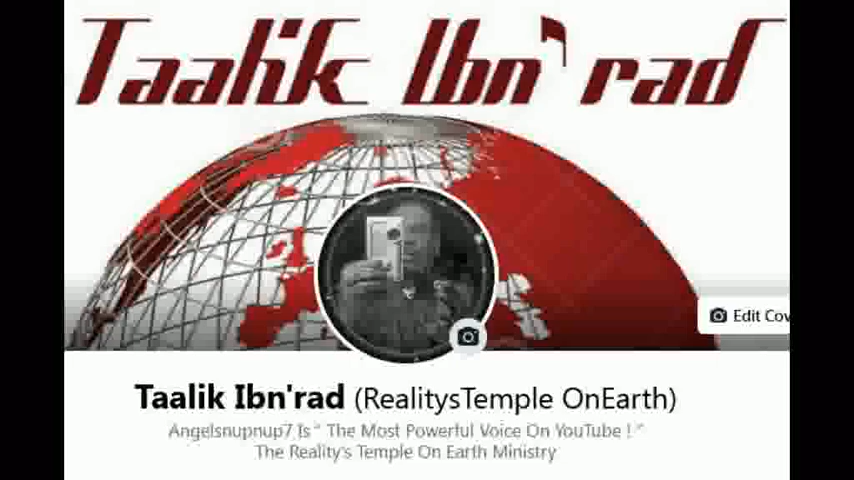 Taalik Ibn'rad
Edit Cov
Taalik Ibn'rad (RealitysTemple OnEarth)
Angelsnupnup7 Is " The Most Powerful Voice On YouTube ! "
The Reality's Temple On Earth Ministry